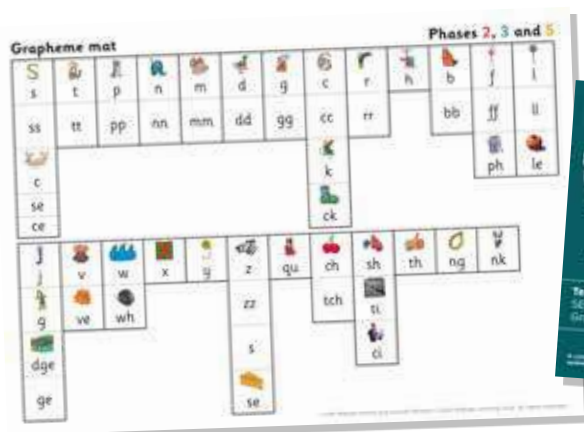 Grapheme mat
Phases 2, 3 and 5
s t p n m d g c r h b f l
ss tt pp nn mm dd gg cc rr bb ff ll
c k ph le
se ck
ce
j v w x y z qu ch sh th ng nk
g ve wh zz tch ti
dge s ci
ge se